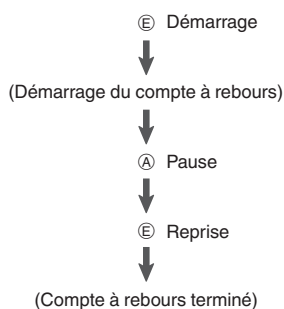 Ⓔ Démarrage
(Démarrage du compte à rebours)
Ⓐ Pause
Ⓔ Reprise
(Compte à rebours terminé)